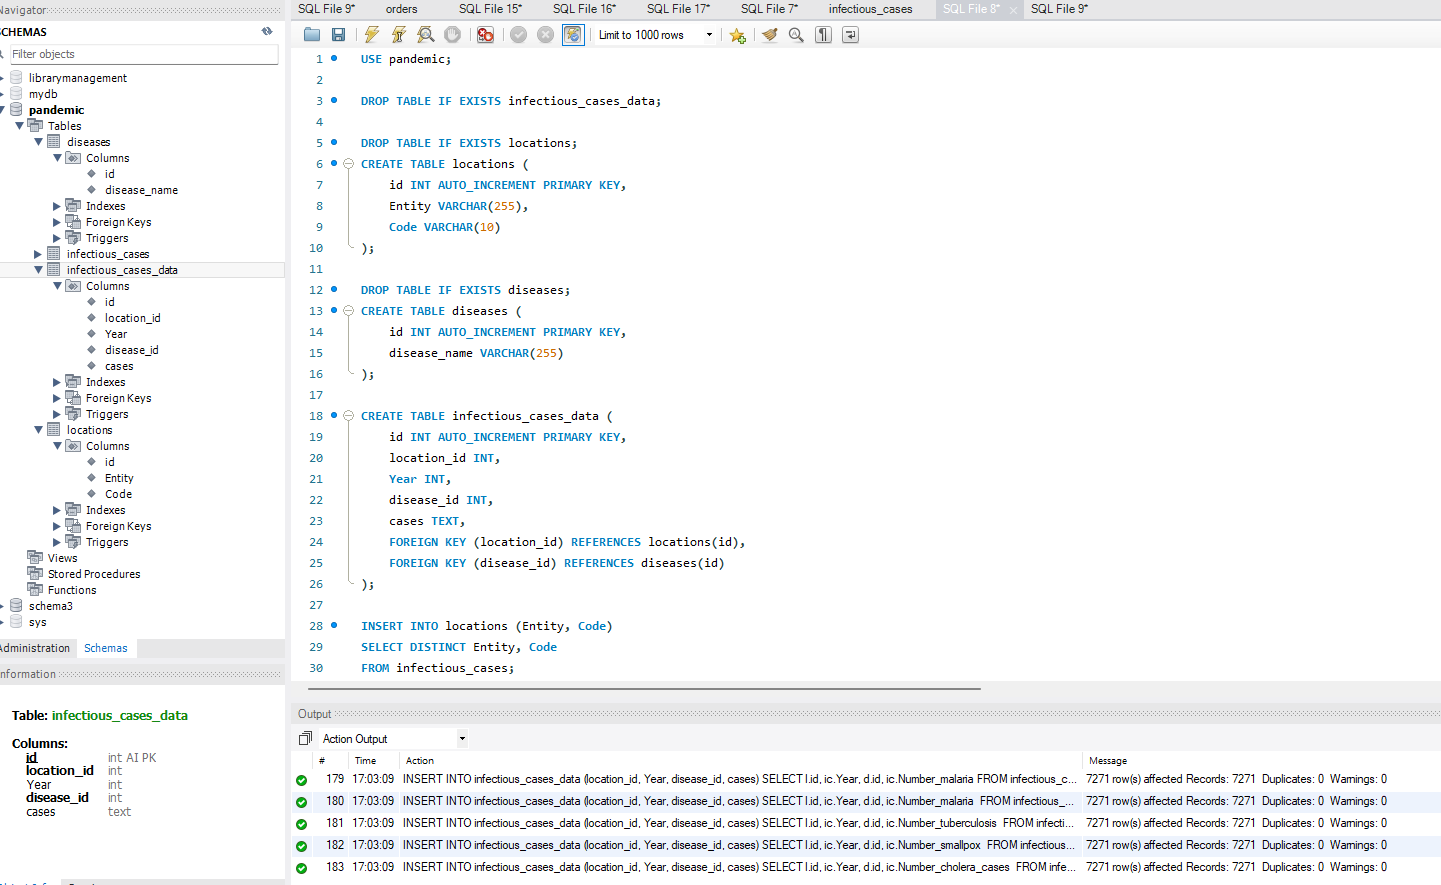 Navigator
SCHEMAS
Filter objects
librarymanagement
mydb
pandemic
Tables
diseases
Columns
id
disease_name
Indexes
Foreign Keys
Triggers
infectious_cases
infectious_cases_data
Columns
id
location_id
Year
disease_id
cases
Indexes
Foreign Keys
Triggers
locations
Columns
id
Entity
Code
Indexes
Foreign Keys
Triggers
Views
Stored Procedures
Functions
schema3
sys
Administration Schemas
Information
Table: infectious_cases_data
Columns:
id int AI PK
location_id int
Year int
disease_id int
cases text
SQL File 9* orders SQL File 15* SQL File 16* SQL File 17* SQL File 7* infectious_cases SQL File 8* SQL File 9*
Limit to 1000 rows
1 USE pandemic;
2
3 DROP TABLE IF EXISTS infectious_cases_data;
4
5 DROP TABLE IF EXISTS locations;
6 CREATE TABLE locations (
7 id INT AUTO_INCREMENT PRIMARY KEY,
8 Entity VARCHAR(255),
9 Code VARCHAR(10)
10 );
11
12 DROP TABLE IF EXISTS diseases;
13 CREATE TABLE diseases (
14 id INT AUTO_INCREMENT PRIMARY KEY,
15 disease_name VARCHAR(255)
16 );
17
18 CREATE TABLE infectious_cases_data (
19 id INT AUTO_INCREMENT PRIMARY KEY,
20 location_id INT,
21 Year INT,
22 disease_id INT,
23 cases TEXT,
24 FOREIGN KEY (location_id) REFERENCES locations(id),
25 FOREIGN KEY (disease_id) REFERENCES diseases(id)
26 );
27
28 INSERT INTO locations (Entity, Code)
29 SELECT DISTINCT Entity, Code
30 FROM infectious_cases;
Output
Action Output
# Time Action Message
179 17:03:09 INSERT INTO infectious_cases_data (location_id, Year, disease_id, cases) SELECT l.id, ic.Year, d.id, ic.Number_malaria FROM infectious_c... 7271 row(s) affected Records: 7271 Duplicates: 0 Warnings: 0
180 17:03:09 INSERT INTO infectious_cases_data (location_id, Year, disease_id, cases) SELECT l.id, ic.Year, d.id, ic.Number_malaria FROM infectious_... 7271 row(s) affected Records: 7271 Duplicates: 0 Warnings: 0
181 17:03:09 INSERT INTO infectious_cases_data (location_id, Year, disease_id, cases) SELECT l.id, ic.Year, d.id, ic.Number_tuberculosis FROM infecti... 7271 row(s) affected Records: 7271 Duplicates: 0 Warnings: 0
182 17:03:09 INSERT INTO infectious_cases_data (location_id, Year, disease_id, cases) SELECT l.id, ic.Year, d.id, ic.Number_smallpox FROM infectious... 7271 row(s) affected Records: 7271 Duplicates: 0 Warnings: 0
183 17:03:09 INSERT INTO infectious_cases_data (location_id, Year, disease_id, cases) SELECT l.id, ic.Year, d.id, ic.Number_cholera_cases FROM infe... 7271 row(s) affected Records: 7271 Duplicates: 0 Warnings: 0